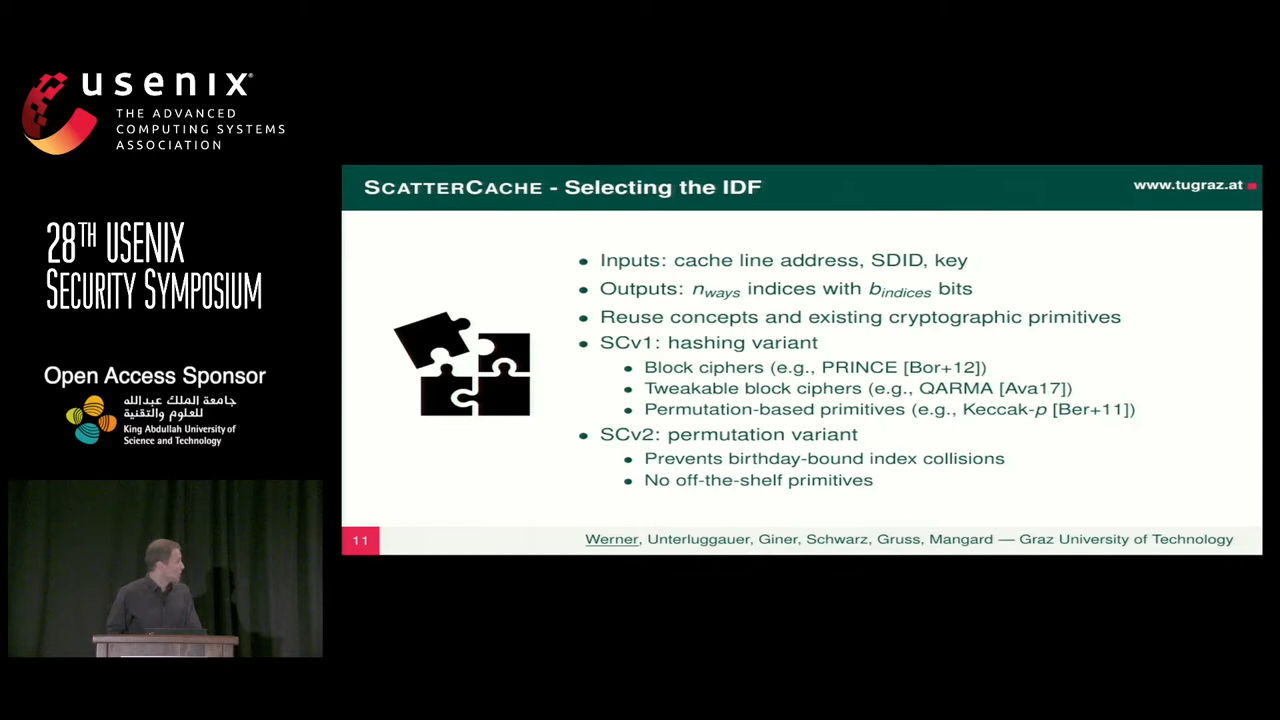 usenix®
THE ADVANCED
COMPUTING SYSTEMS
ASSOCIATION
28TH USENIX
SECURITY SYMPOSIUM
Open Access Sponsor
جامعة الملك عبدالله
للعلوم والتقنية
King Abdullah University of
Science and Technology
SCATTERCACHE - Selecting the IDF
www.tugraz.at
• Inputs: cache line address, SDID, key
• Outputs: nways indices with bindices bits
• Reuse concepts and existing cryptographic primitives
• SCv1: hashing variant
• Block ciphers (e.g., PRINCE [Bor+12])
• Tweakable block ciphers (e.g., QARMA [Ava17])
• Permutation-based primitives (e.g., Keccak-p [Ber+11])
• SCv2: permutation variant
• Prevents birthday-bound index collisions
• No off-the-shelf primitives
11
Werner, Unterluggauer, Giner, Schwarz, Gruss, Mangard — Graz University of Technology